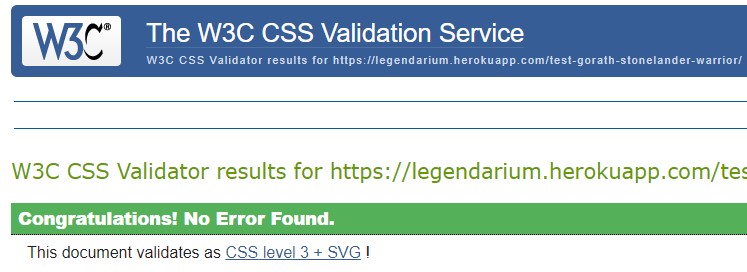 W3C®
The W3C CSS Validation Service
W3C CSS Validator results for https://legendarium.herokuapp.com/test-gorath-stonelander-warrior/
W3C CSS Validator results for https://legendarium.herokuapp.com/tes
Congratulations! No Error Found.
This document validates as CSS level 3 + SVG !